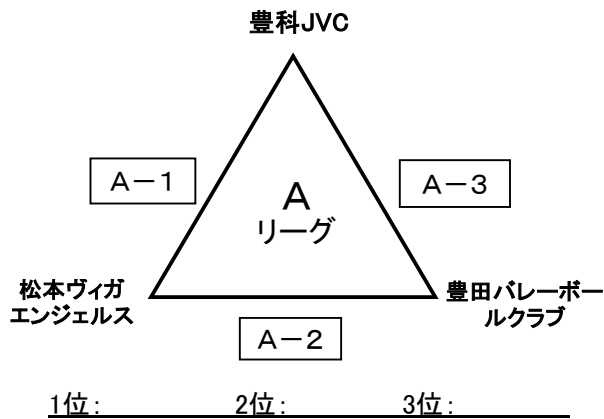 豊科JVC
A－1
A－3
A
リーグ
松本ヴィガ
エンジェルス
豊田バレーボー
ルクラブ
A－2
1位： 2位： 3位：